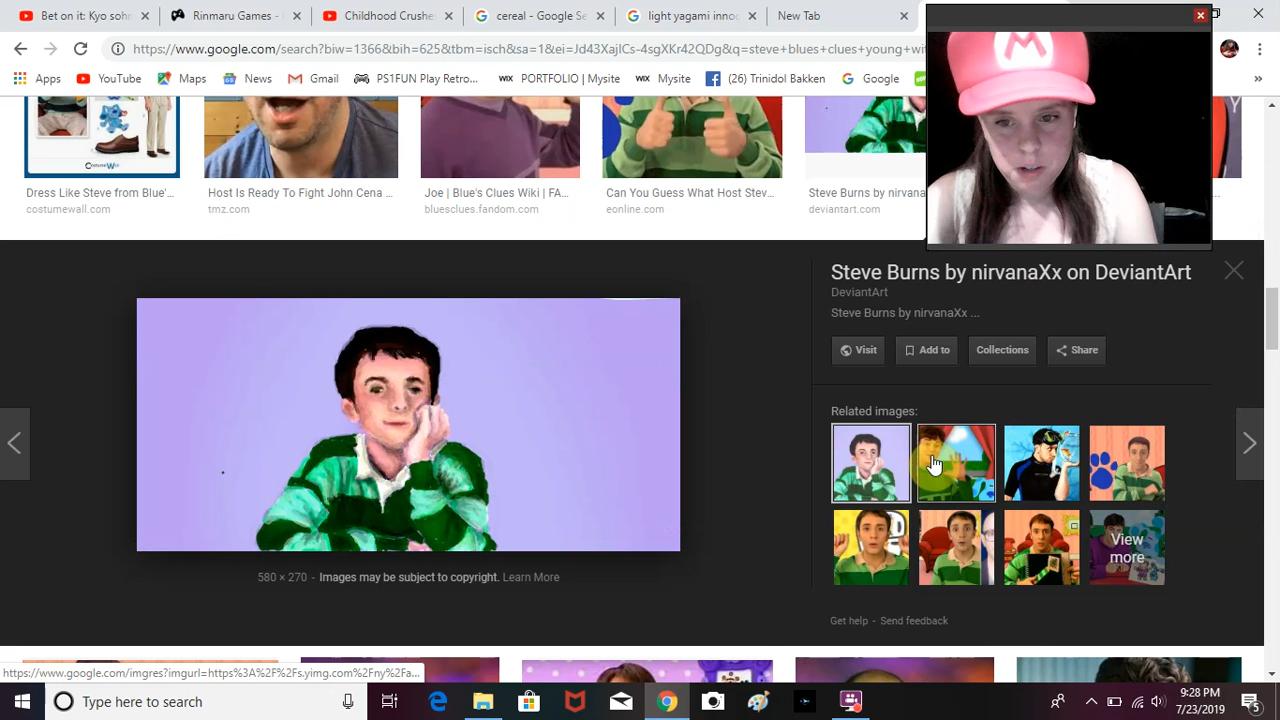 Bet on it: Kyo sohm
Rinmaru Games -
Childhood Crushes
cereal - Google Se
light yagami innoc
New Tab
https://www.google.com/search?biw=1366&bih=625&tbm=isch&sa=1&ei=Jd43XajICs-4sgXKr42QDg&q=steve+blues+clues+young+wit
Apps
YouTube
Maps
News
Gmail
PS1FUN Play Retro...
WIX PORTFOLIO | Mysite
WIX Mysite
(26) Trinidol Bakken
Google
»
M
CostumeWall
Dress Like Steve from Blue'...
costumewall.com
Host Is Ready To Fight John Cena ...
tmz.com
Joe | Blue's Clues Wiki | FA...
bluesclues.fandom.com
Can You Guess What Host Stev...
eonline.com
Steve Burns by nirvana
deviantart.com
Steve Burns by nirvanaXx on DeviantArt
DeviantArt
Steve Burns by nirvanaXx ...
Visit
Add to
Collections
Share
Related images:
View
more
580 × 270 - Images may be subject to copyright. Learn More
Get help - Send feedback
https://www.google.com/imgres?imgurl=https%3A%2F%2Fs.yimg.com%2Fny%2Fa...
Type here to search
9:28 PM
7/23/2019
5